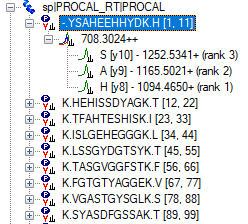 sp|PROCAL_RT|PROCAL
-.YSAHEEHHYDK.H [1, 11]
708.3024++
S [y10] - 1252.5341+ (rank 3)
A [y9] - 1165.5021+ (rank 2)
H [y8] - 1094.4650+ (rank 1)
K.HEHISSDYAGK.T [12, 22]
K.TFAHTESHISK.I [23, 33]
K.ISLGEHEGGGK.L [34, 44]
K.LSSGYDGTSYK.T [45, 55]
K.TASGVGGFSTK.F [56, 66]
K.FGTGTYAGGEK.V [67, 77]
K.VGASTGYSGLK.S [78, 88]
K.SYASDFGSSAK.T [89, 99]